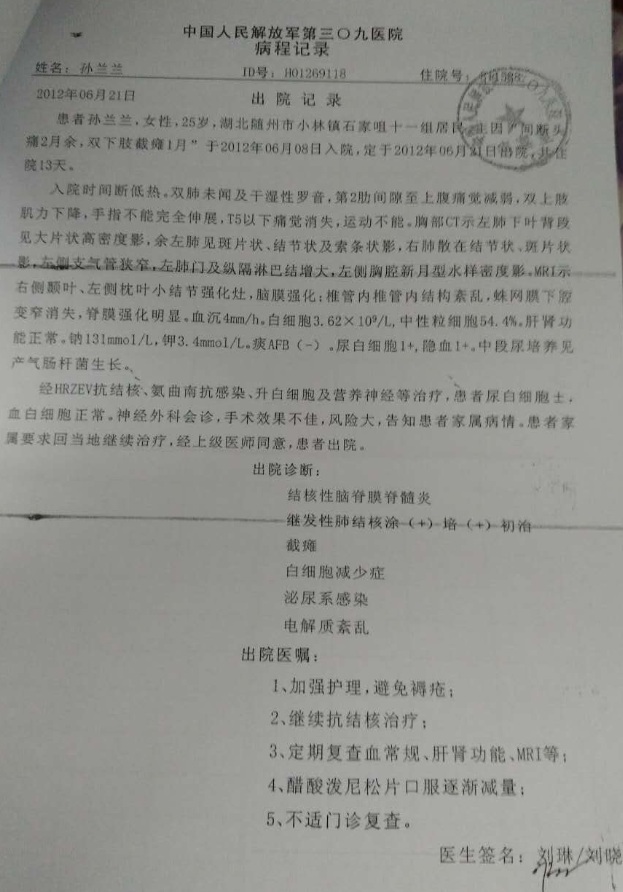 中国人民解放军第三〇九医院
病程记录
姓名：孙兰兰 ID号：H01269118 住院号：
2012年06月21日 出院记录
患者孙兰兰,女性,25岁,湖北随州市小林镇石家咀十一组居民,主因"间断头
痛2月余,双下肢截瘫1月"于2012年06月08日入院,定于2012年06月21日出院,共住
院13天。
入院时间断低热。双肺未闻及干湿性罗音,第2肋间隙至上腹痛觉减弱,双上肢
肌力下降,手指不能完全伸展,T5以下痛觉消失,运动不能。胸部CT示左肺下叶背段
见大片状高密度影,余左肺见斑片状、结节状及索条状影,右肺散在结节状、斑片状
影,左侧支气管狭窄,左肺门及纵隔淋巴结增大,左侧胸腔新月型水样密度影。MRI示
右侧颞叶、左侧枕叶小结节强化灶,脑膜强化;椎管内椎管内结构紊乱,蛛网膜下腔
变窄消失,脊膜强化明显。血沉4mm/h。白细胞3.62×10⁹/L,中性粒细胞54.4%。肝肾功
能正常。钠131mmol/L,钾3.4mmol/L。痰AFB（-）。尿白细胞1+,隐血1+。中段尿培养见
产气肠杆菌生长。
经HRZEV抗结核、氨曲南抗感染、升白细胞及营养神经等治疗,患者尿白细胞±,
血白细胞正常。神经外科会诊,手术效果不佳,风险大,告知患者家属病情。患者家
属要求回当地继续治疗,经上级医师同意,患者出院。
出院诊断：
结核性脑脊膜脊髓炎
继发性肺结核涂（+）培（+）初治
截瘫
白细胞减少症
泌尿系感染
电解质紊乱
出院医嘱：
1、加强护理,避免褥疮;
2、继续抗结核治疗;
3、定期复查血常规、肝肾功能、MRI等;
4、醋酸泼尼松片口服逐渐减量;
5、不适门诊复查。
医生签名：刘琳/刘晓